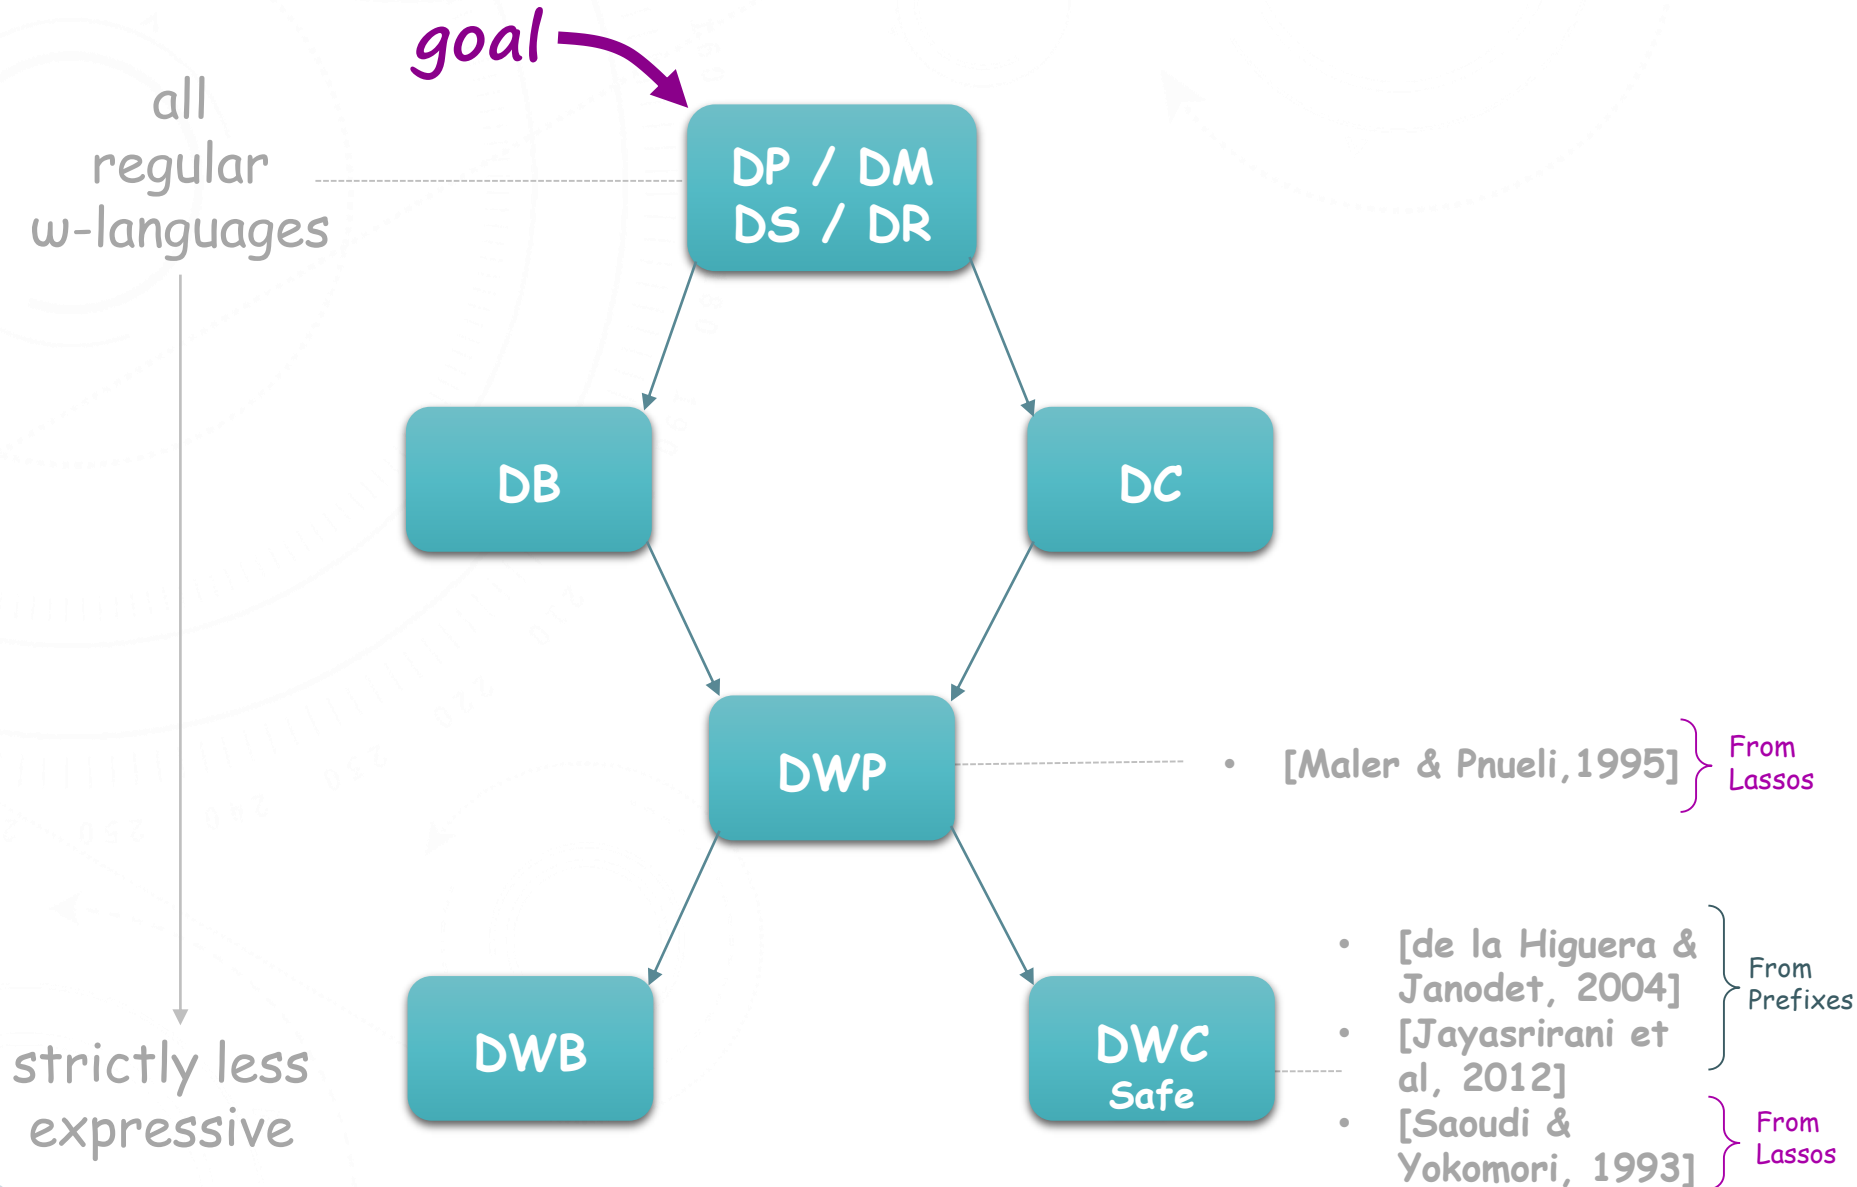 goal
all
regular
ω-languages
DP / DM
DS / DR
DB
DC
DWP
• [Maler & Pnueli,1995]
From
Lassos
DWB
DWC
Safe
• [de la Higuera &
Janodet, 2004]
• [Jayasrirani et
al, 2012]
From
Prefixes
• [Saoudi &
Yokomori, 1993]
From
Lassos
strictly less
expressive